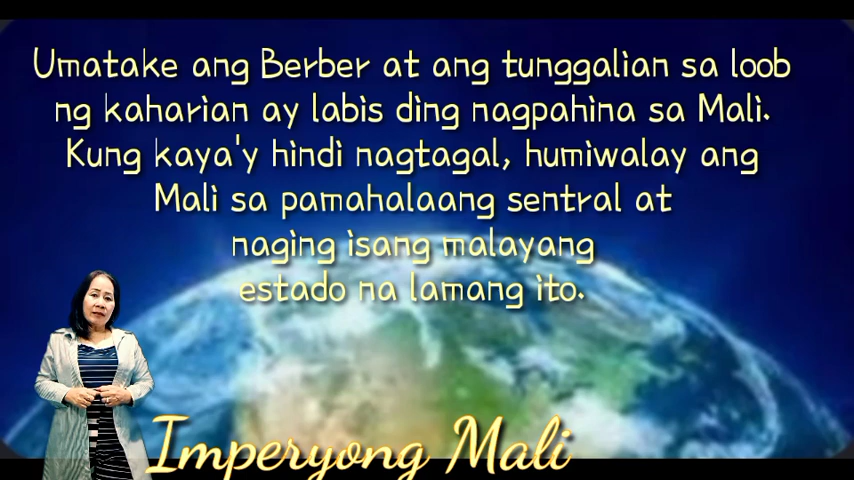 Umatake ang Berber at ang tunggalian sa loob
ng kaharian ay labis ding nagpahina sa Mali.
Kung kaya'y hindi nagtagal, humiwalay ang
Mali sa pamahalaang sentral at
naging isang malayang
estado na lamang ito.
Imperyong Mali